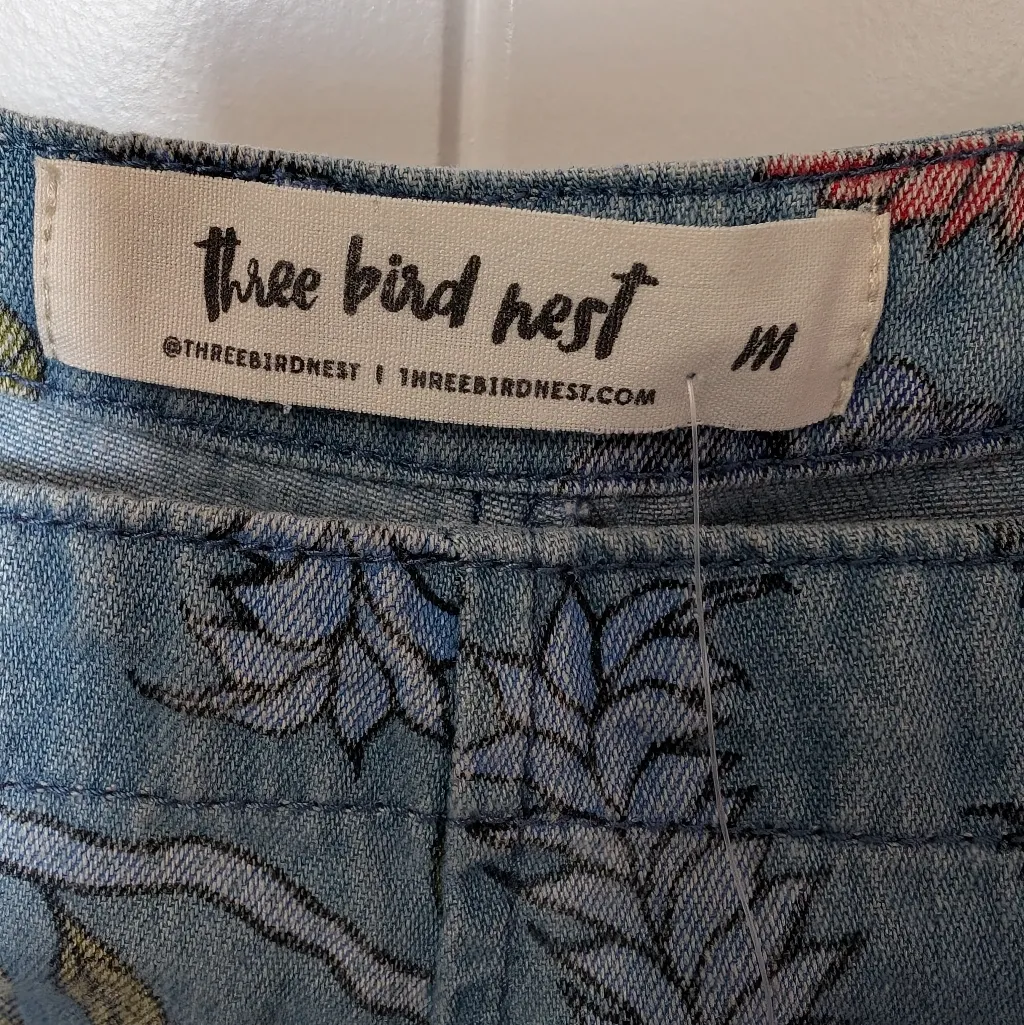 three bird nest
M
@THREEBIRDNEST | THREEBIRDNEST.COM